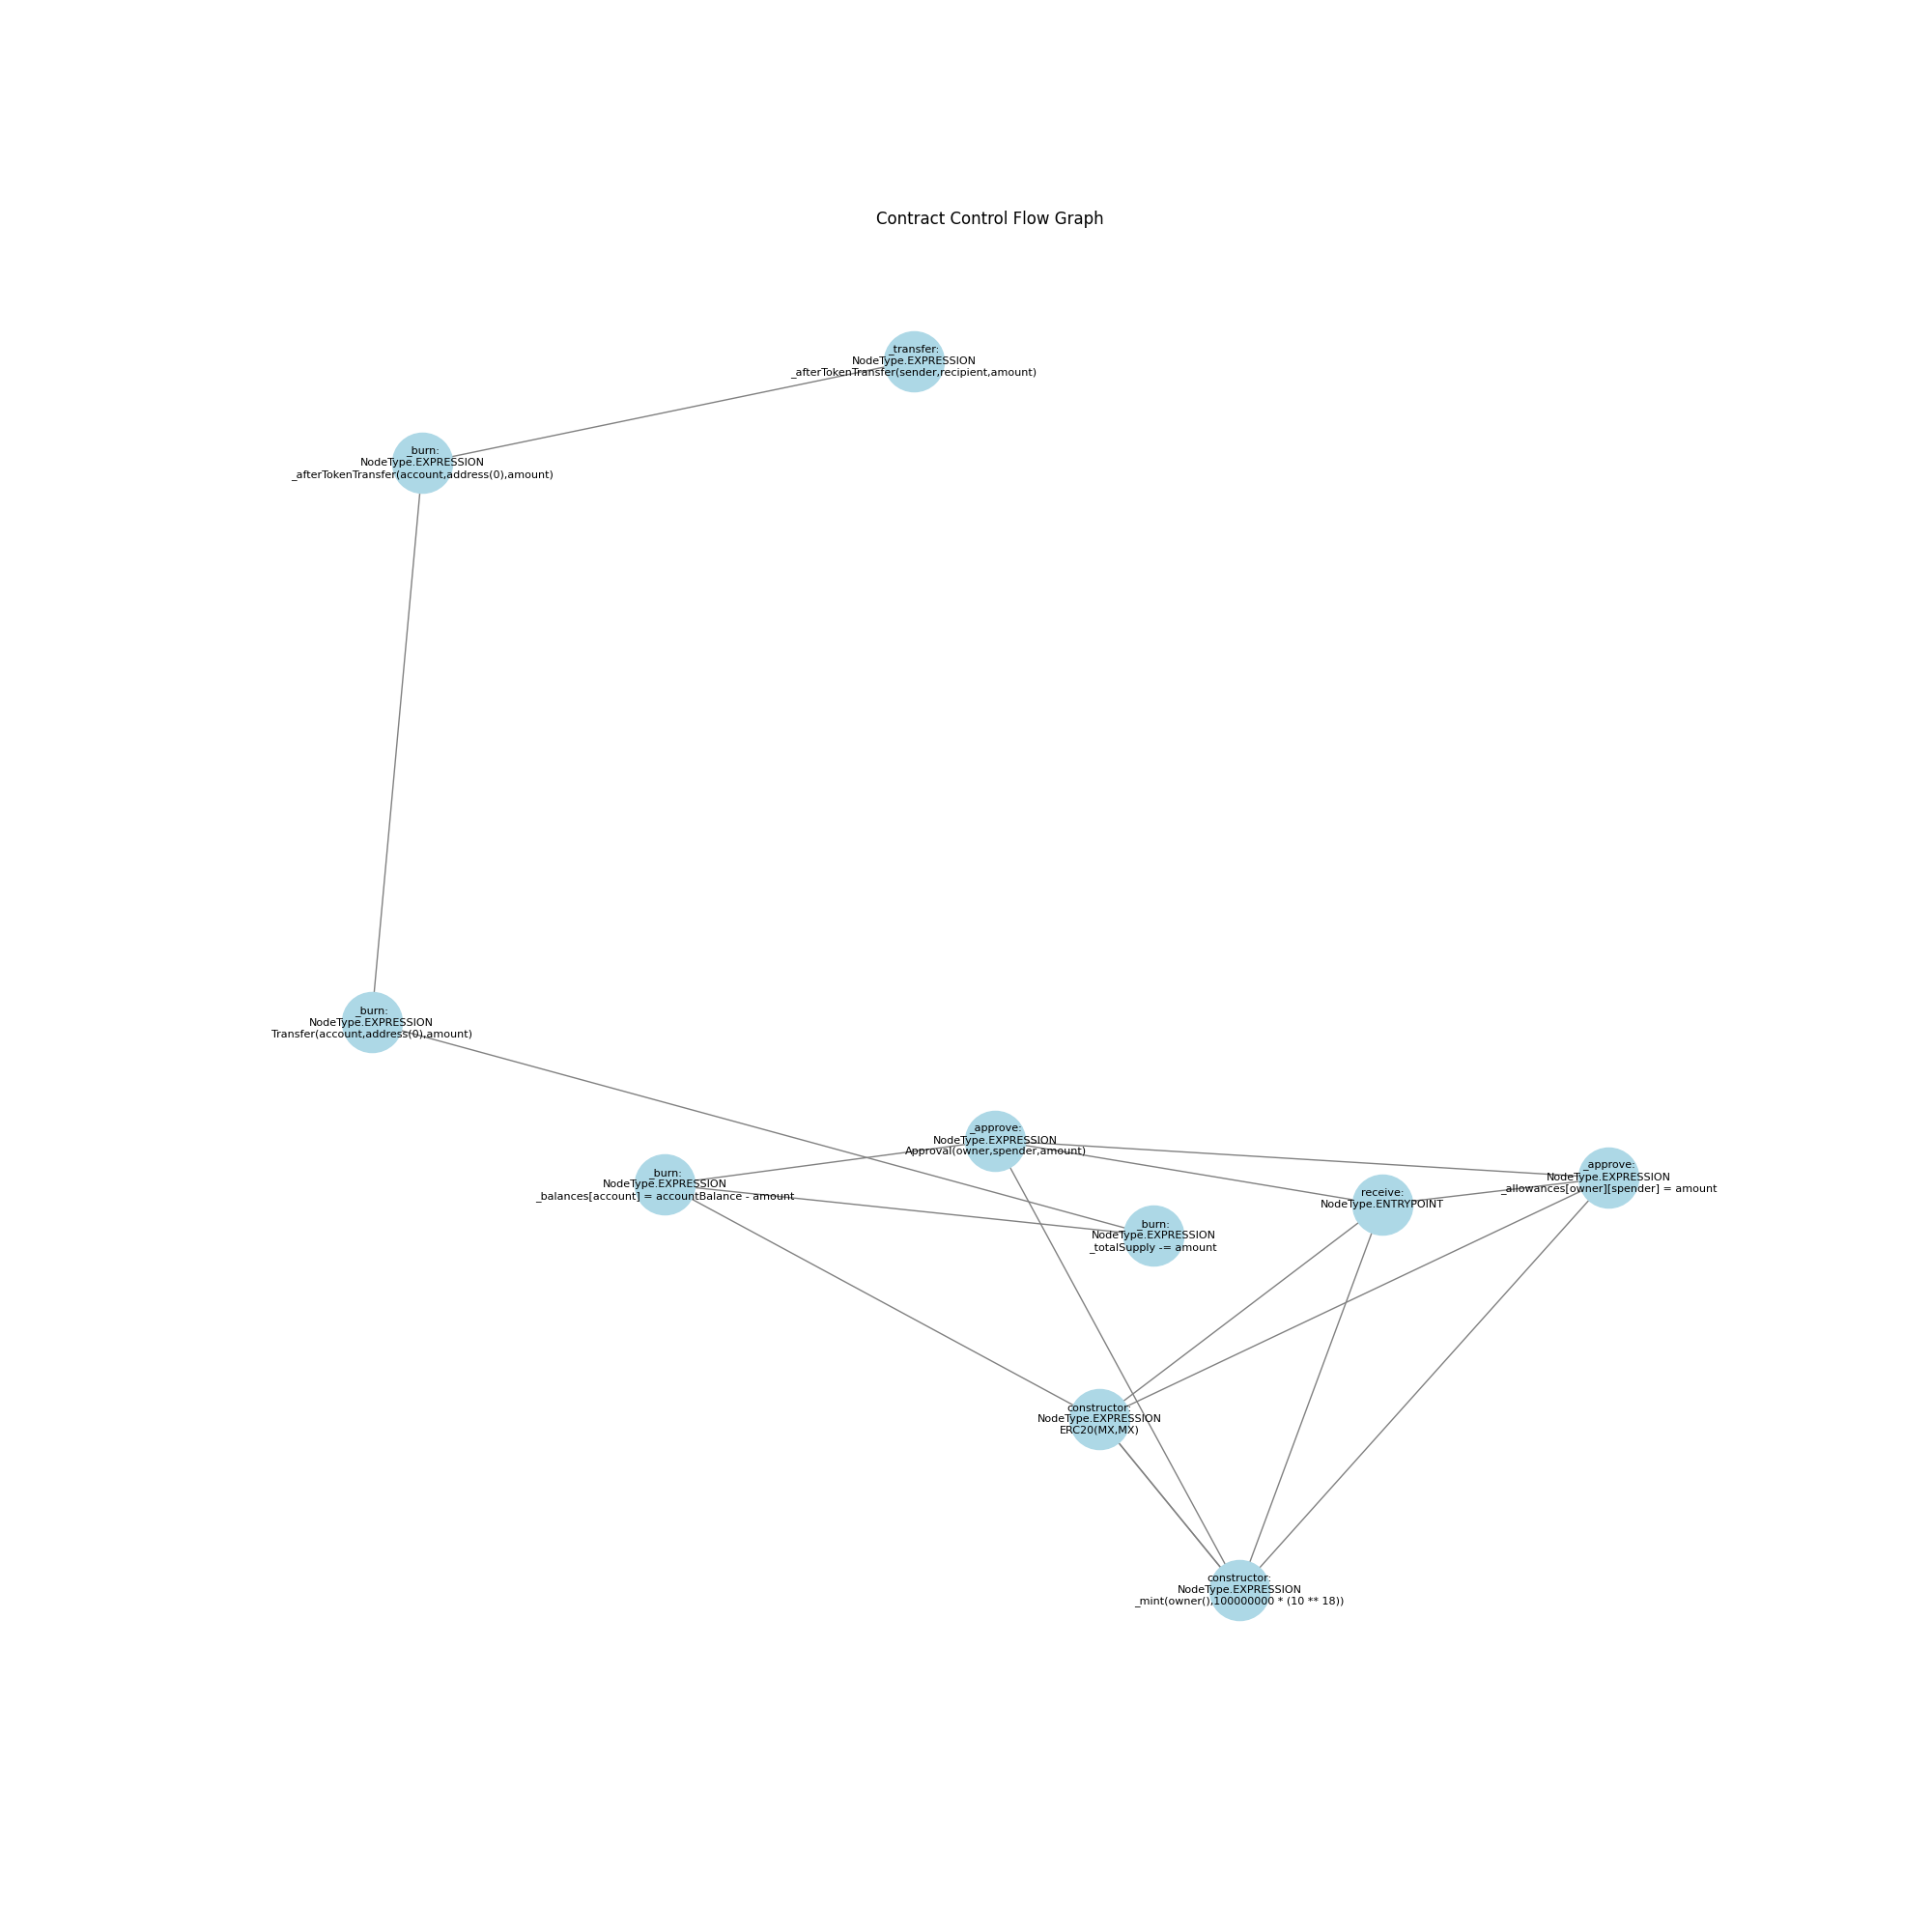 Contract Control Flow Graph
_transfer:
NodeType.EXPRESSION
_afterTokenTransfer(sender,recipient,amount)
_burn:
NodeType.EXPRESSION
_afterTokenTransfer(account,address(0),amount)
_burn:
NodeType.EXPRESSION
Transfer(account,address(0),amount)
_approve:
NodeType.EXPRESSION
Approval(owner,spender,amount)
_burn:
NodeType.EXPRESSION
_balances[account] = accountBalance - amount
_approve:
NodeType.EXPRESSION
_allowances[owner][spender] = amount
receive:
NodeType.ENTRYPOINT
_burn:
NodeType.EXPRESSION
_totalSupply -= amount
constructor:
NodeType.EXPRESSION
ERC20(MX,MX)
constructor:
NodeType.EXPRESSION
_mint(owner(),100000000 * (10 ** 18))